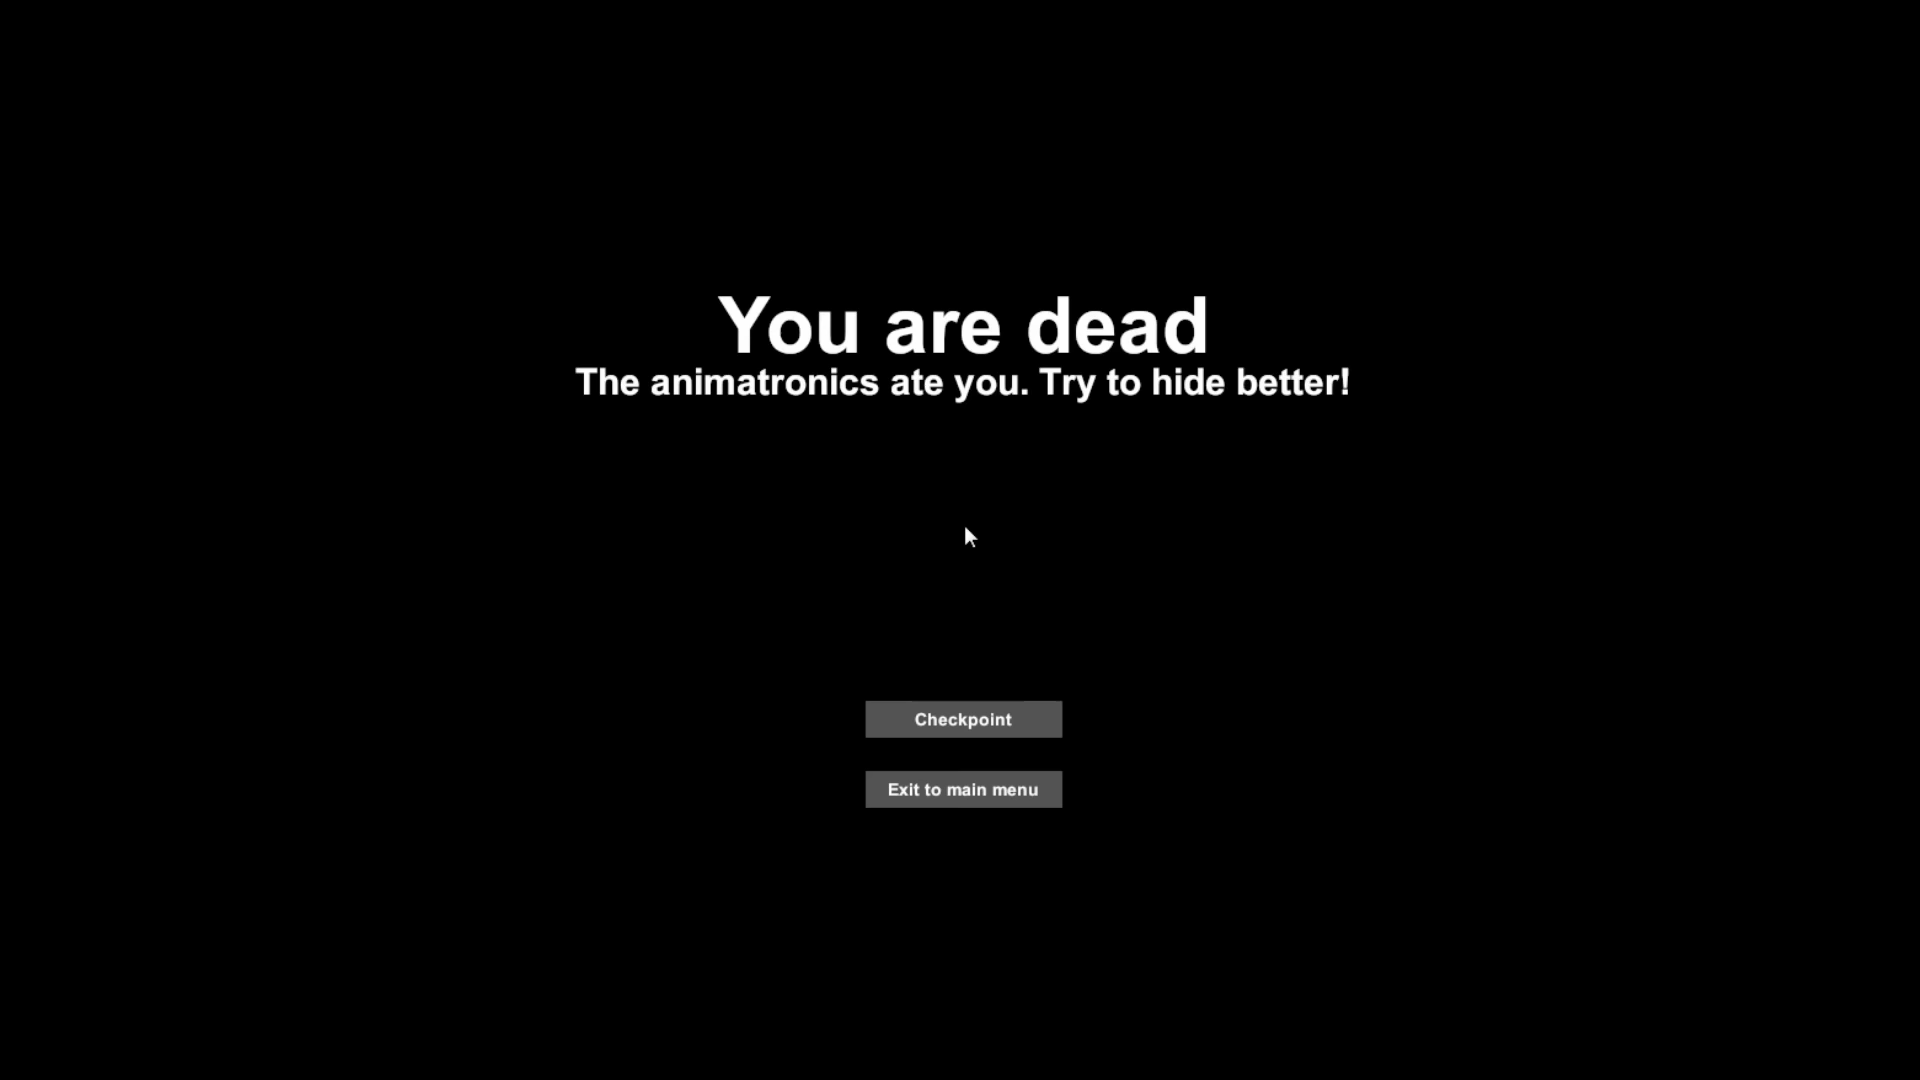 You are dead
The animatronics ate you. Try to hide better!
Checkpoint
Exit to main menu